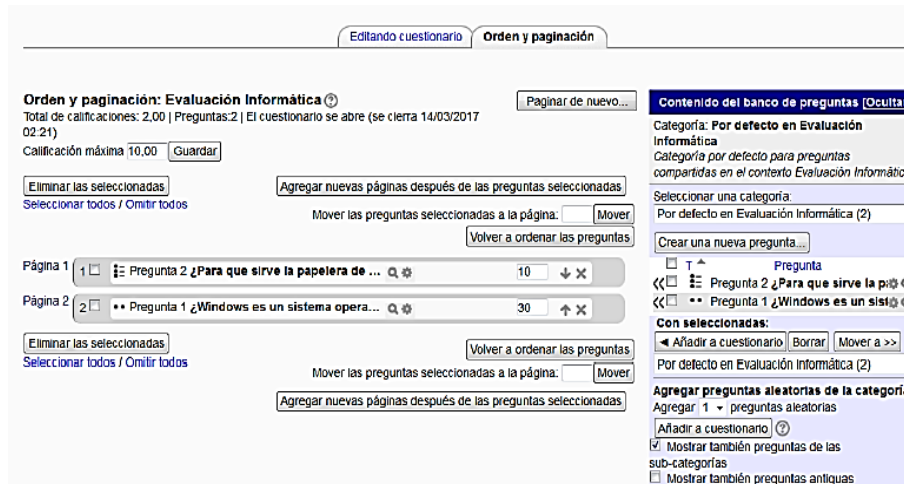 Editando cuestionario
Orden y paginación
Orden y paginación: Evaluación Informática
Paginar de nuevo...
Total de calificaciones: 2,00 | Preguntas:2 | El cuestionario se abre (se cierra 14/03/2017
02:21)
Calificación máxima 10,00 Guardar
Eliminar las seleccionadas
Agregar nuevas páginas después de las preguntas seleccionadas
Seleccionar todos / Omitir todos
Mover las preguntas seleccionadas a la página: Mover
Volver a ordenar las preguntas
Página 1
1 Pregunta 2 ¿Para que sirve la papelera de ... 10
Página 2
2 Pregunta 1 ¿Windows es un sistema opera... 30
Eliminar las seleccionadas
Volver a ordenar las preguntas
Seleccionar todos / Omitir todos
Mover las preguntas seleccionadas a la página: Mover
Agregar nuevas páginas después de las preguntas seleccionadas
Contenido del banco de preguntas [Oculta
Categoría: Por defecto en Evaluación
Informática
Categoría por defecto para preguntas
compartidas en el contexto Evaluación Informátic
Seleccionar una categoría:
Por defecto en Evaluación Informática (2)
Crear una nueva pregunta...
T Pregunta
Pregunta 2 ¿Para que sirve la p
Pregunta 1 ¿Windows es un sist
Con seleccionadas:
◄ Añadir a cuestionario Borrar Mover a >>
Por defecto en Evaluación Informática (2)
Agregar preguntas aleatorias de la categorí
Agregar 1 preguntas aleatorias
Añadir a cuestionario
Mostrar también preguntas de las
sub-categorías
Mostrar también preguntas antiguas